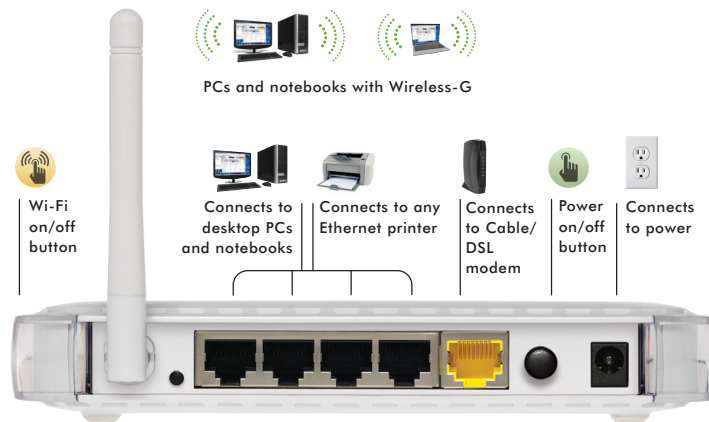 PCs and notebooks with Wireless-G
Wi-Fi
on/off
button
Connects to
desktop PCs
and notebooks
Connects to any
Ethernet printer
Connects
to Cable/
DSL
modem
Power
on/off
button
Connects
to power